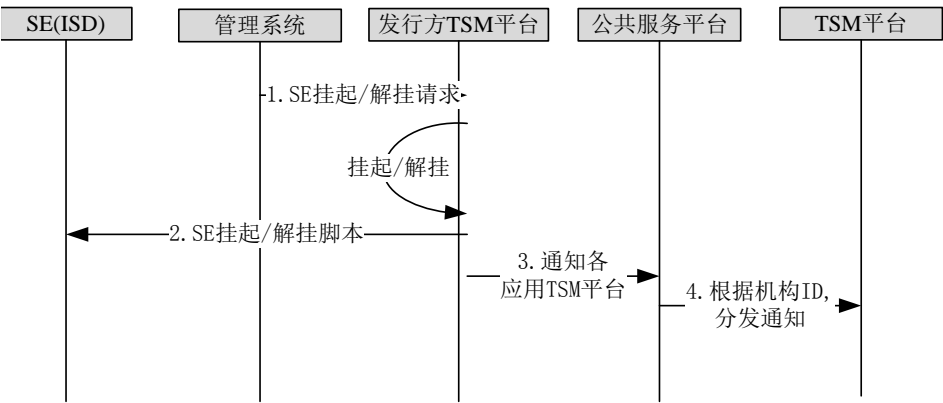 SE(ISD)
管理系统
发行方TSM平台
公共服务平台
TSM平台
1.SE挂起/解挂请求
挂起/解挂
2.SE挂起/解挂脚本
3.通知各
应用TSM平台
4.根据机构ID,
分发通知